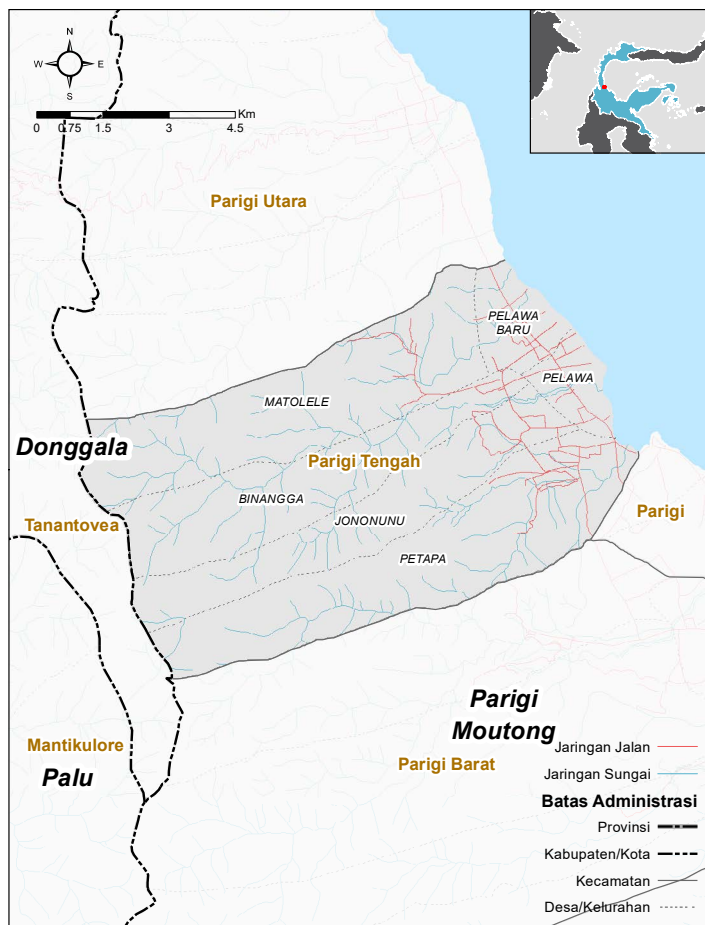 N
W E
S
Km
0 0.75 1.5 3 4.5
Parigi Utara
PELAWA
BARU
PELAWA
MATOLELE
Donggala
Parigi Tengah
BINANGGA
Parigi
Tanantovea
JONONUNU
PETAPA
Parigi
Moutong
Mantikulore
Palu
Parigi Barat
Jaringan Jalan
Jaringan Sungai
Batas Administrasi
Provinsi
Kabupaten/Kota
Kecamatan
Desa/Kelurahan